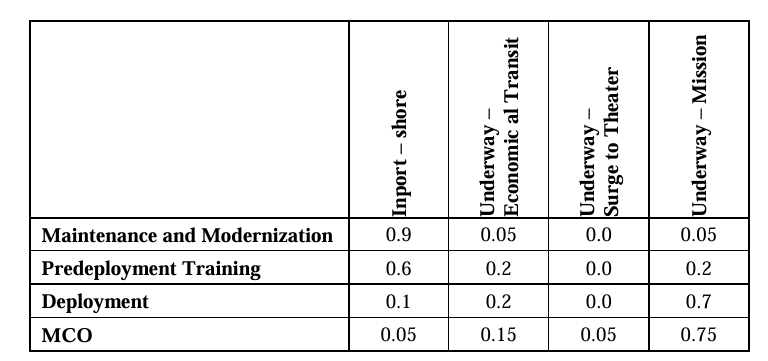 Inport – shore
Underway –
Economic al Transit
Underway –
Surge to Theater
Underway – Mission
Maintenance and Modernization 0.9 0.05 0.0 0.05
Predeployment Training 0.6 0.2 0.0 0.2
Deployment 0.1 0.2 0.0 0.7
MCO 0.05 0.15 0.05 0.75